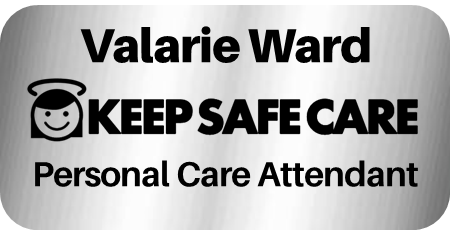 Valarie Ward
KEEP SAFE CARE
Personal Care Attendant